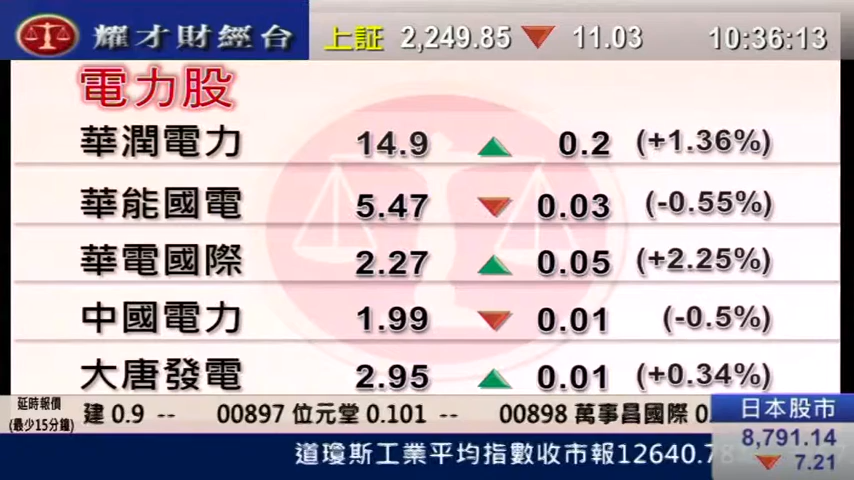 耀才財經台 上証 2,249.85 ▼ 11.03 10:36:13
電力股
華潤電力 14.9 ▲ 0.2 (+1.36%)
華能國電 5.47 ▼ 0.03 (-0.55%)
華電國際 2.27 ▲ 0.05 (+2.25%)
中國電力 1.99 ▼ 0.01 (-0.5%)
大唐發電 2.95 ▲ 0.01 (+0.34%)
延時報價
(最少15分鐘)
建 0.9 -- 00897 位元堂 0.101 -- 00898 萬事昌國際 0.
日本股市
8,791.14
▼ 7.21
道瓊斯工業平均指數收市報12640.78